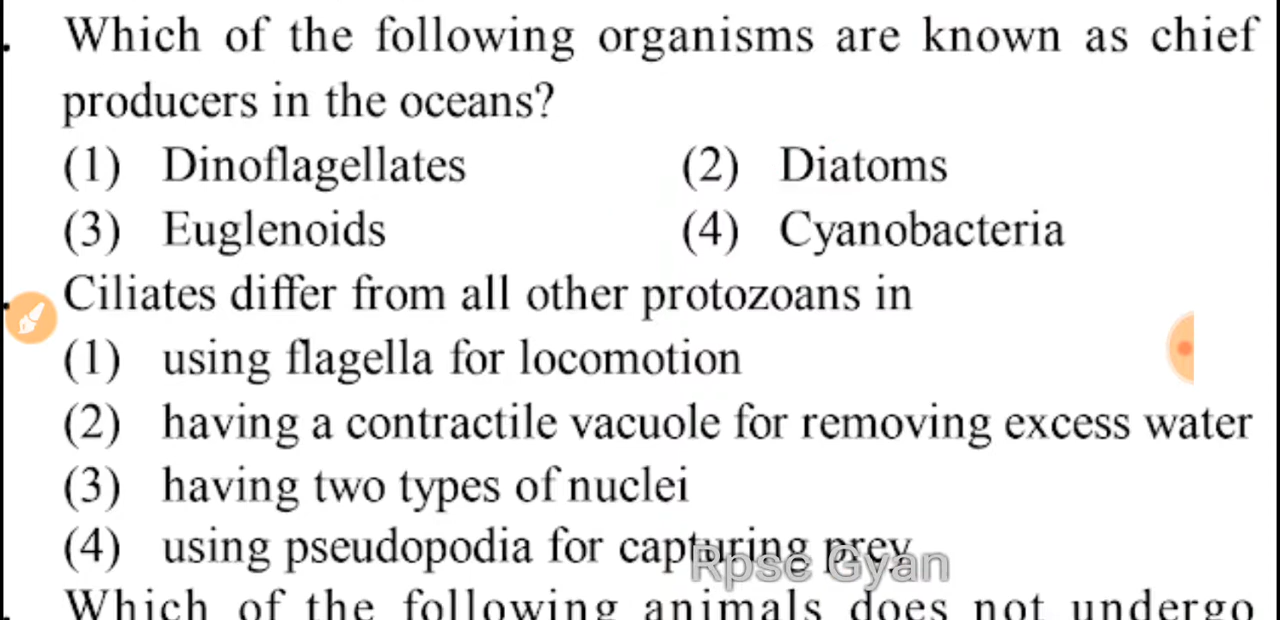 . Which of the following organisms are known as chief
producers in the oceans?
(1) Dinoflagellates (2) Diatoms
(3) Euglenoids (4) Cyanobacteria
Ciliates differ from all other protozoans in
(1) using flagella for locomotion
(2) having a contractile vacuole for removing excess water
(3) having two types of nuclei
(4) using pseudopodia for capturing prey
Rpsc Gyan
. Which of the following animals does not undergo